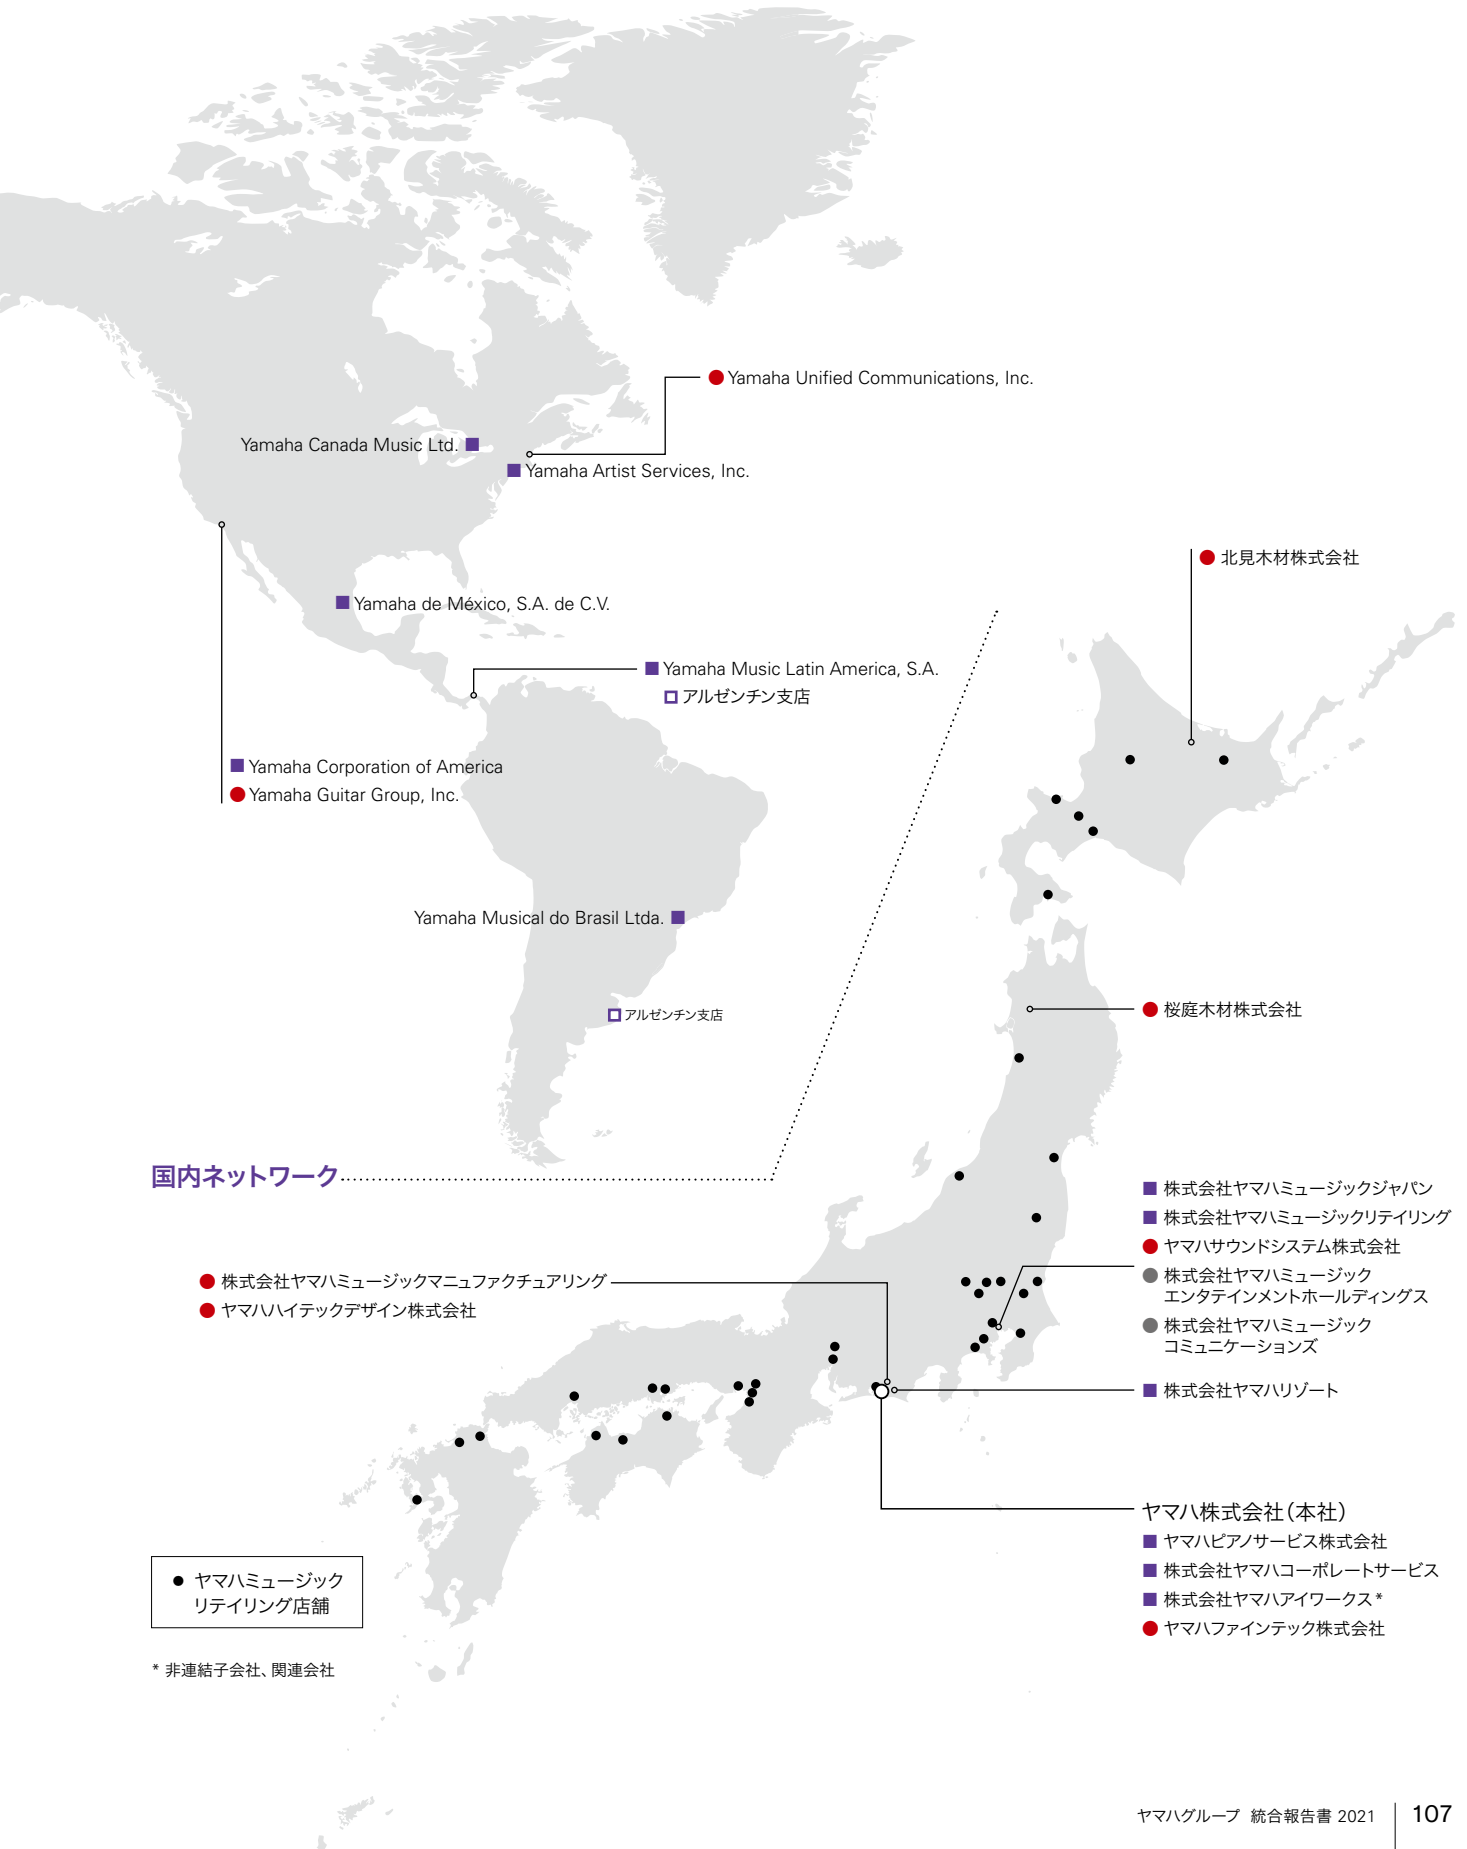 Yamaha Unified Communications, Inc.
Yamaha Canada Music Ltd.
Yamaha Artist Services, Inc.
Yamaha de México, S.A. de C.V.
Yamaha Music Latin America, S.A.
アルゼンチン支店
Yamaha Corporation of America
Yamaha Guitar Group, Inc.
Yamaha Musical do Brasil Ltda.
アルゼンチン支店
国内ネットワーク
北見木材株式会社
桜庭木材株式会社
株式会社ヤマハミュージックジャパン
株式会社ヤマハミュージックリテイリング
ヤマハサウンドシステム株式会社
株式会社ヤマハミュージック
エンタテインメントホールディングス
株式会社ヤマハミュージック
コミュニケーションズ
株式会社ヤマハミュージックマニュファクチュアリング
ヤマハハイテックデザイン株式会社
株式会社ヤマハリゾート
ヤマハ株式会社（本社）
ヤマハピアノサービス株式会社
株式会社ヤマハコーポレートサービス
株式会社ヤマハアイワークス*
ヤマハファインテック株式会社
● ヤマハミュージック
リテイリング店舗
* 非連結子会社、関連会社
ヤマハグループ 統合報告書 2021
107